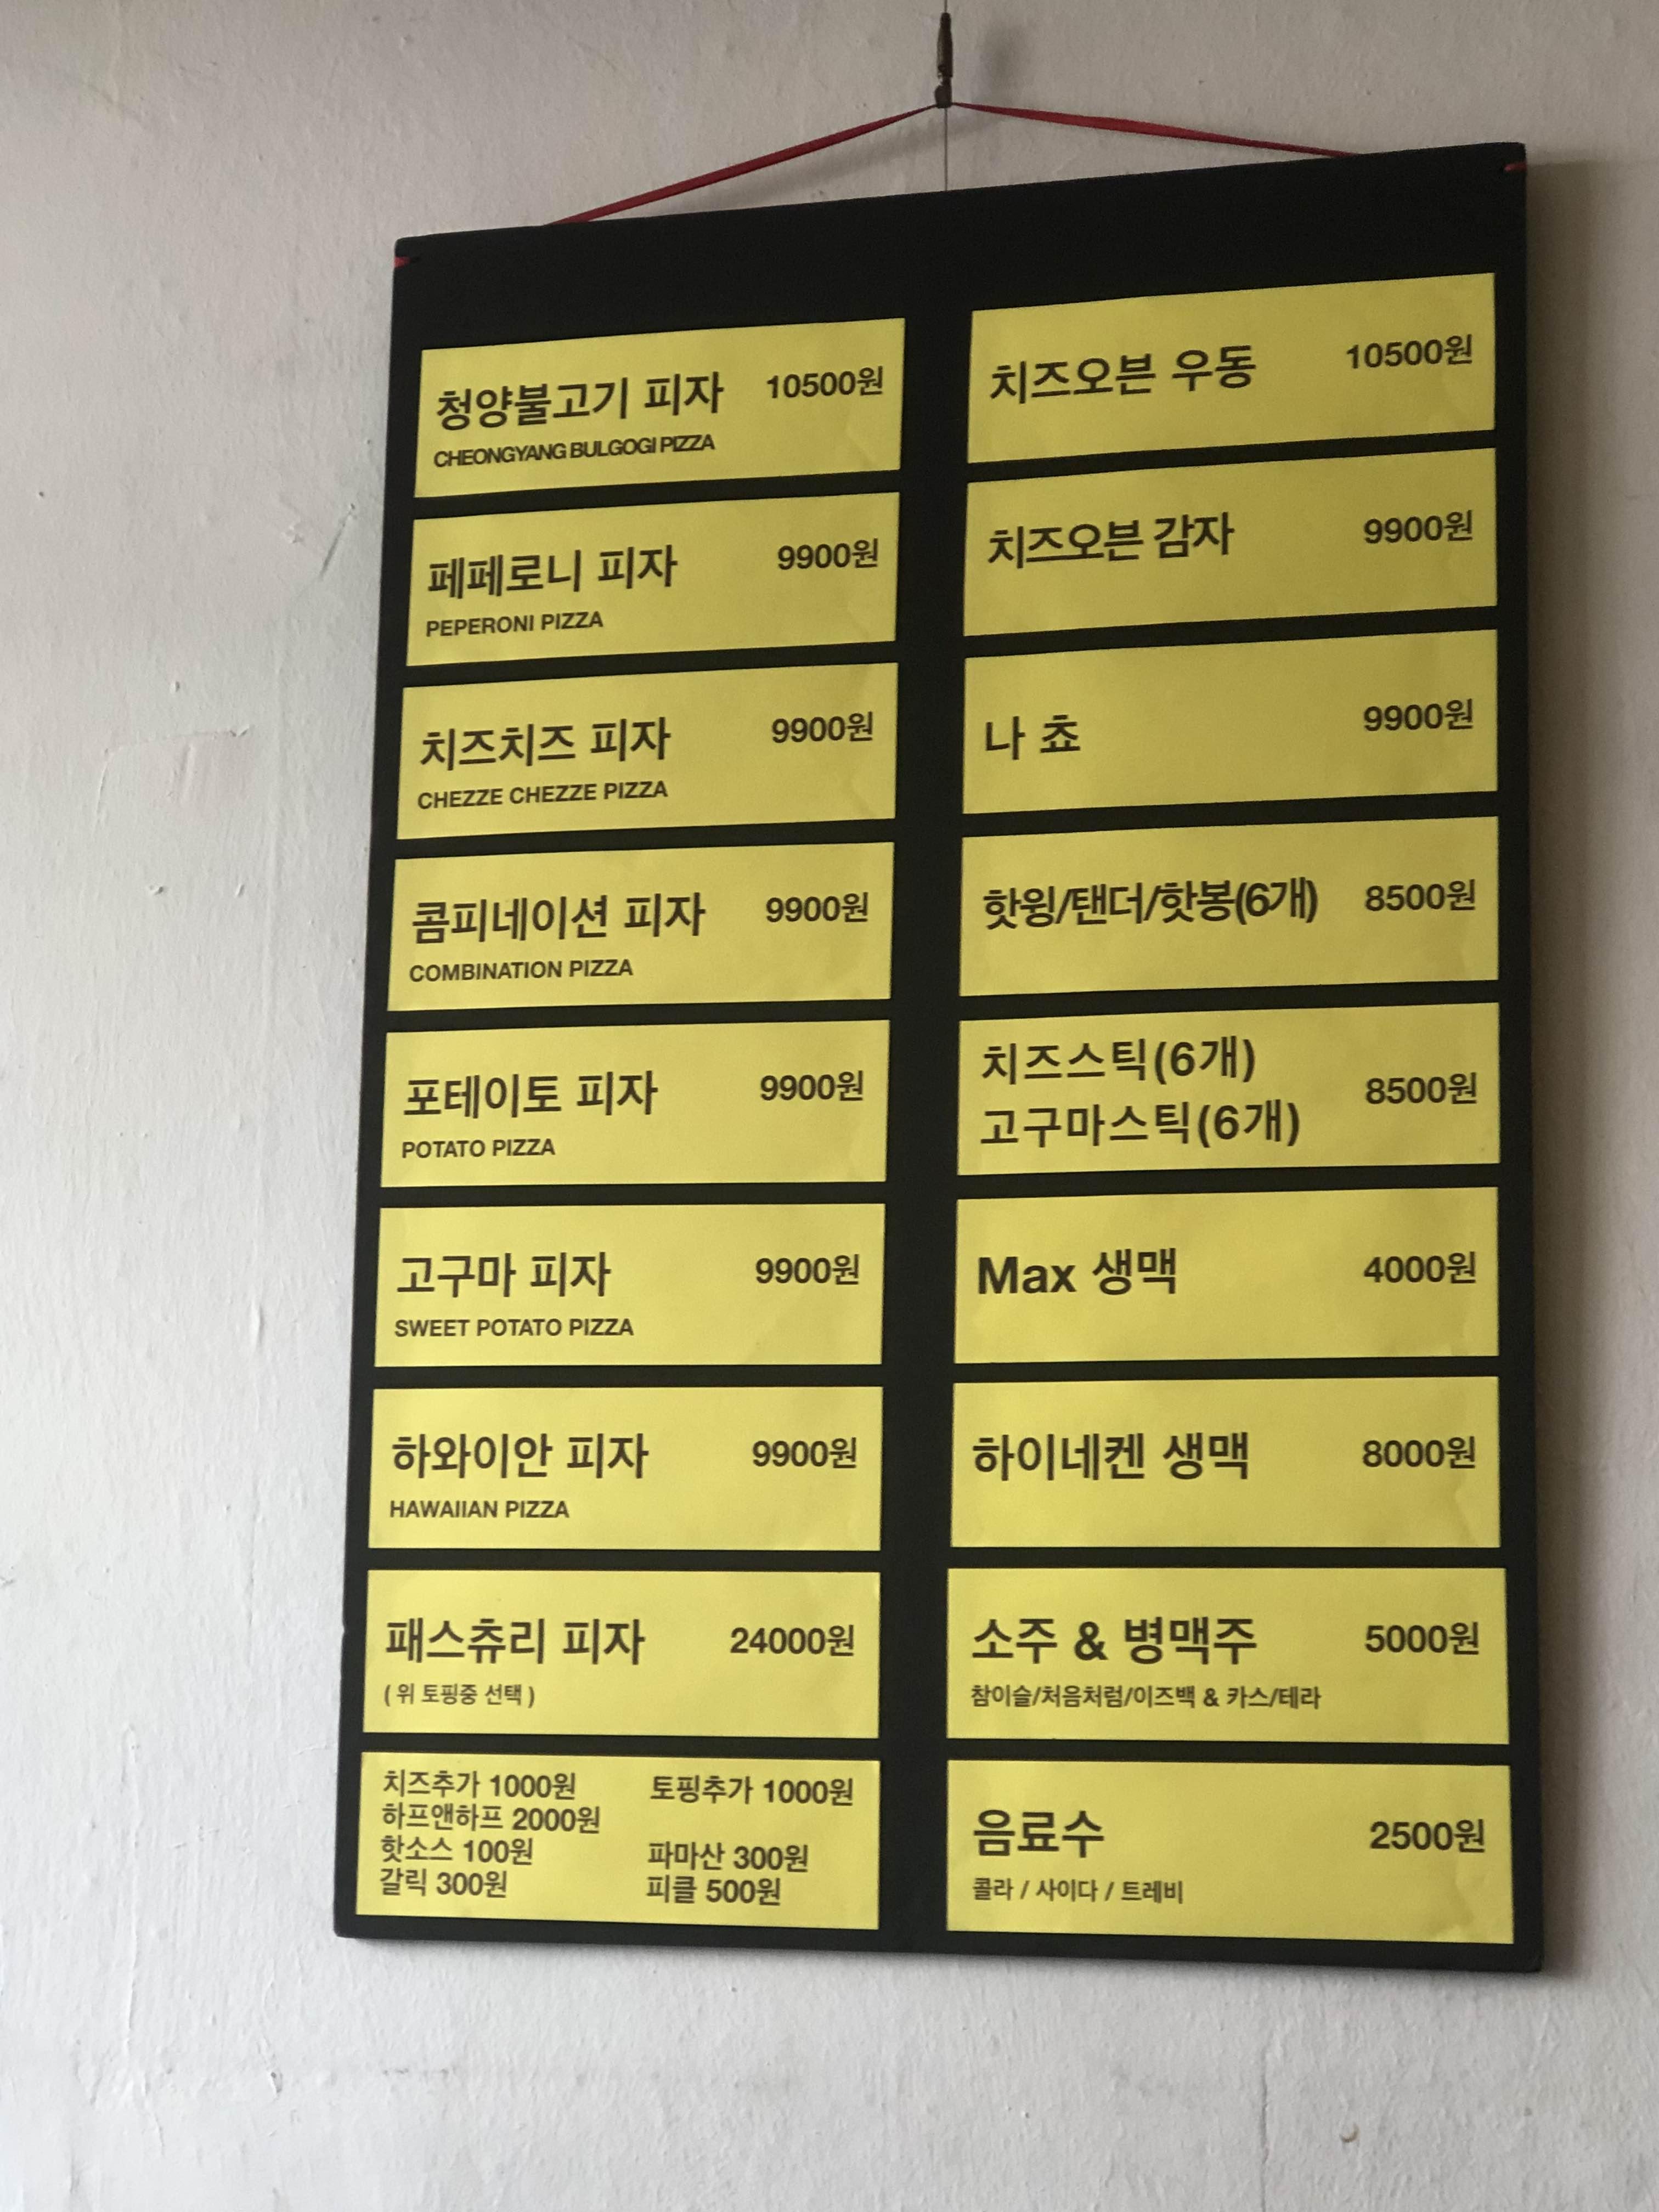 청양불고기 피자 10500원
CHEONGYANG BULGOGI PIZZA
페페로니 피자 9900원
PEPERONI PIZZA
치즈치즈 피자 9900원
CHEZZE CHEZZE PIZZA
콤피네이션 피자 9900원
COMBINATION PIZZA
포테이토 피자 9900원
POTATO PIZZA
고구마 피자 9900원
SWEET POTATO PIZZA
하와이안 피자 9900원
HAWAIIAN PIZZA
패스츄리 피자 24000원
( 위 토핑중 선택 )
치즈추가 1000원 토핑추가 1000원
하프앤하프 2000원
핫소스 100원 파마산 300원
갈릭 300원 피클 500원
치즈오븐 우동 10500원
치즈오븐 감자 9900원
나 쵸 9900원
핫윙/탠더/핫봉(6개) 8500원
치즈스틱(6개)
고구마스틱(6개) 8500원
Max 생맥 4000원
하이네켄 생맥 8000원
소주 & 병맥주 5000원
참이슬/처음처럼/이즈백 & 카스/테라
음료수 2500원
콜라 / 사이다 / 트레비